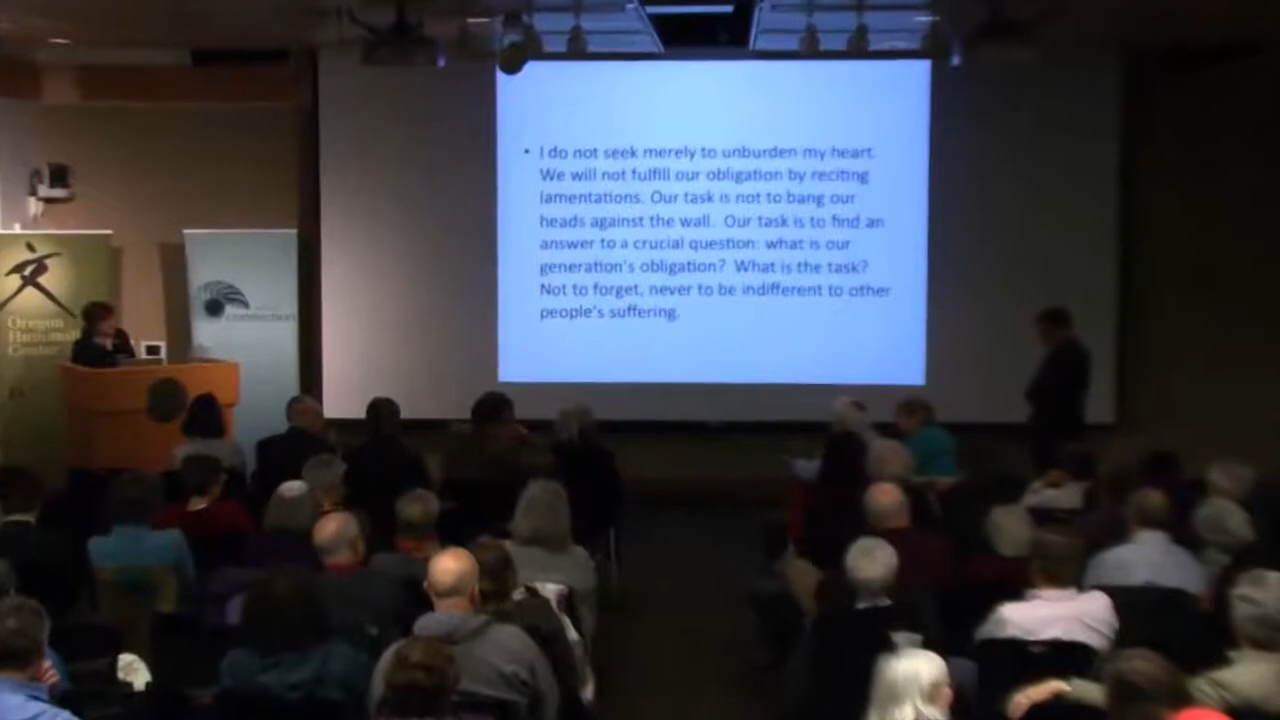 • I do not seek merely to unburden my heart.
We will not fulfill our obligation by reciting
lamentations. Our task is not to bang our
heads against the wall. Our task is to find an
answer to a crucial question: what is our
generation's obligation? What is the task?
Not to forget, never to be indifferent to other
people's suffering.
Oregon
Humanities
Center